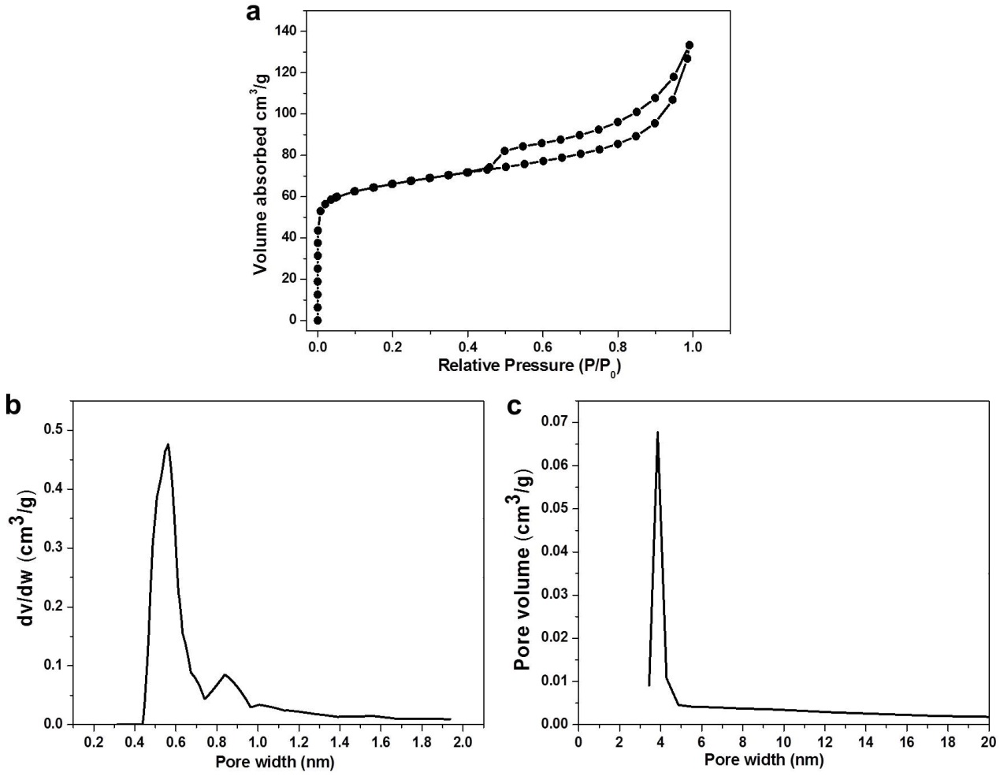 a
140
120
100
80
60
40
20
0
Volume absorbed cm³/g
0.0 0.2 0.4 0.6 0.8 1.0
Relative Pressure (P/P₀)
b
0.5
0.4
0.3
0.2
0.1
0.0
dv/dw (cm³/g)
0.2 0.4 0.6 0.8 1.0 1.2 1.4 1.6 1.8 2.0
Pore width (nm)
c
0.07
0.06
0.05
0.04
0.03
0.02
0.01
0.00
Pore volume (cm³/g)
0 2 4 6 8 10 12 14 16 18 20
Pore width (nm)